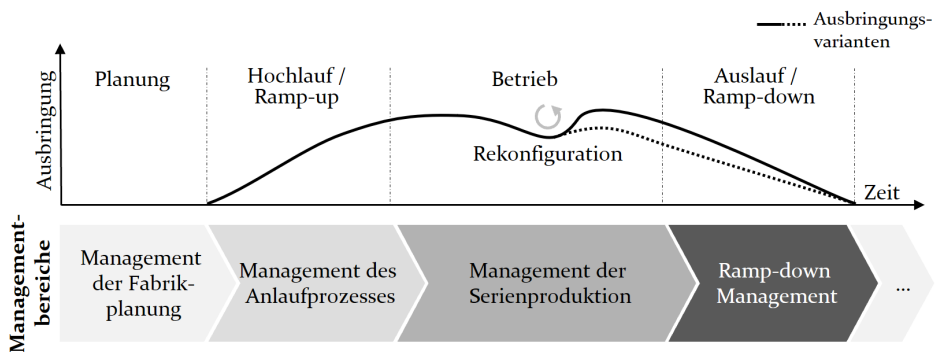 Ausbringungs-
varianten
Ausbringung
Planung
Hochlauf /
Ramp-up
Betrieb
Auslauf /
Ramp-down
Rekonfiguration
Zeit
Management-
bereiche
Management
der Fabrik-
planung
Management des
Anlaufprozesses
Management der
Serienproduktion
Ramp-down
Management
...